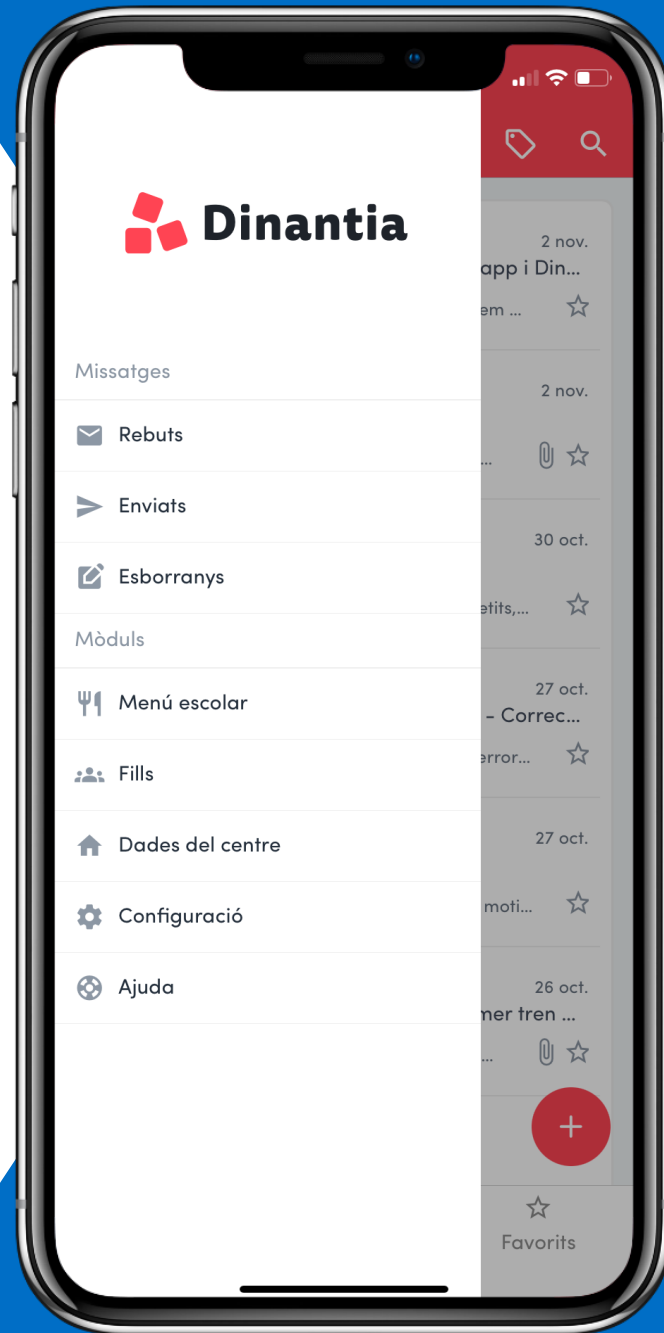 Dinantia
Missatges
Rebuts
Enviats
Esborranys
Mòduls
Menú escolar
Fills
Dades del centre
Configuració
Ajuda
2 nov.
app i Din...
em ...
2 nov.
...
30 oct.
etits,...
27 oct.
- Correc...
error...
27 oct.
moti...
26 oct.
mer tren ...
...
Favorits